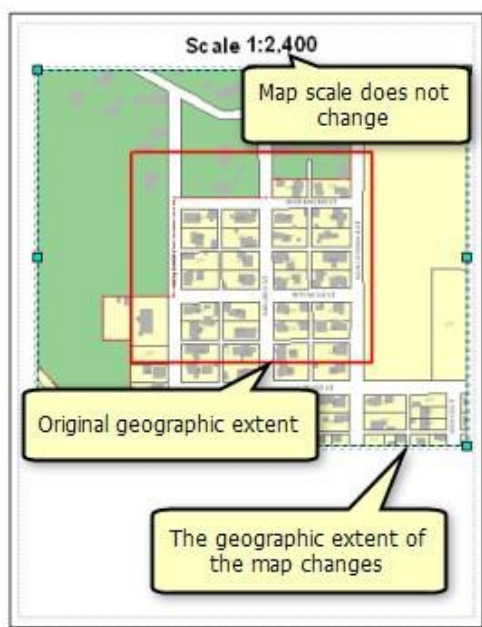 Scale 1:2,400
Map scale does not
change
Original geographic extent
The geographic extent of
the map changes